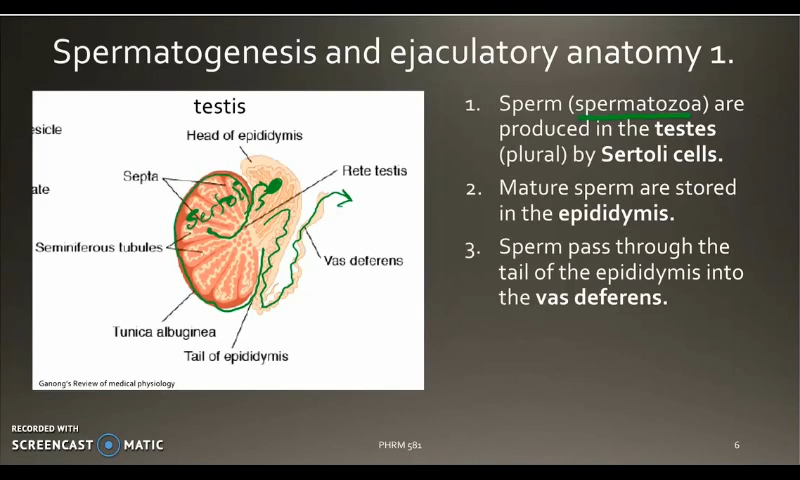 Spermatogenesis and ejaculatory anatomy 1.
testis
esicle
Head of epididymis
Rete testis
Septa
ate
Sertoli
Seminiferous tubules
Vas deferens
Tunica albuginea
Tail of epididymis
Ganong's Review of medical physiology
1. Sperm (spermatozoa) are
produced in the testes
(plural) by Sertoli cells.
2. Mature sperm are stored
in the epididymis.
3. Sperm pass through the
tail of the epididymis into
the vas deferens.
RECORDED WITH
SCREENCAST MATIC
PHRM 581
6